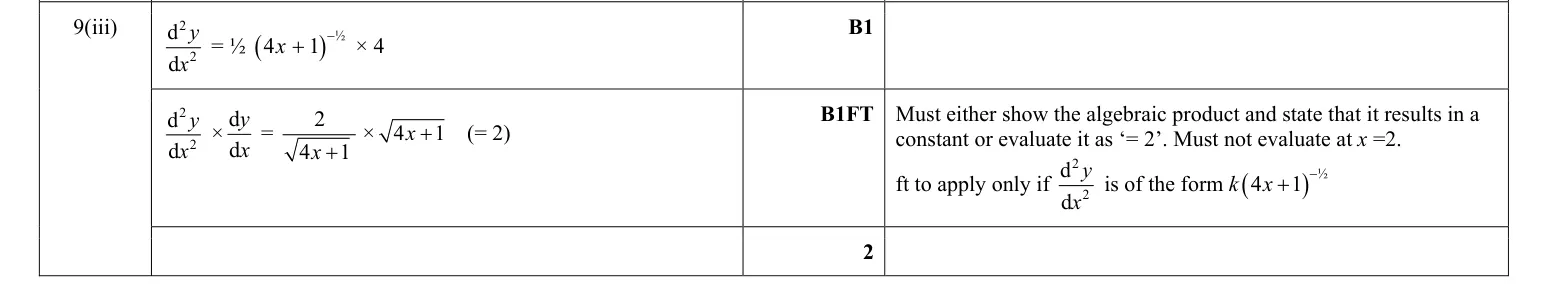 9(iii)
d²y/dx² = ½ (4x + 1)^−½ × 4
B1
d²y/dx² × dy/dx = 2/√(4x+1) × √(4x+1) (= 2)
B1FT
Must either show the algebraic product and state that it results in a
constant or evaluate it as ‘= 2’. Must not evaluate at x =2.
ft to apply only if d²y/dx² is of the form k(4x+1)^−½
2